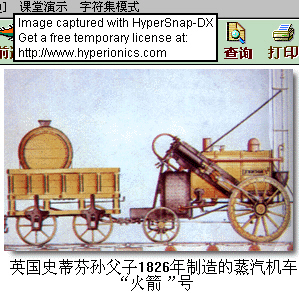 课堂演示 字符集模式
Image captured with HyperSnap-DX
Get a free temporary license at:
http://www.hyperionics.com
查询 打印
英国史蒂芬孙父子1826年制造的蒸汽机车
“火箭 ”号